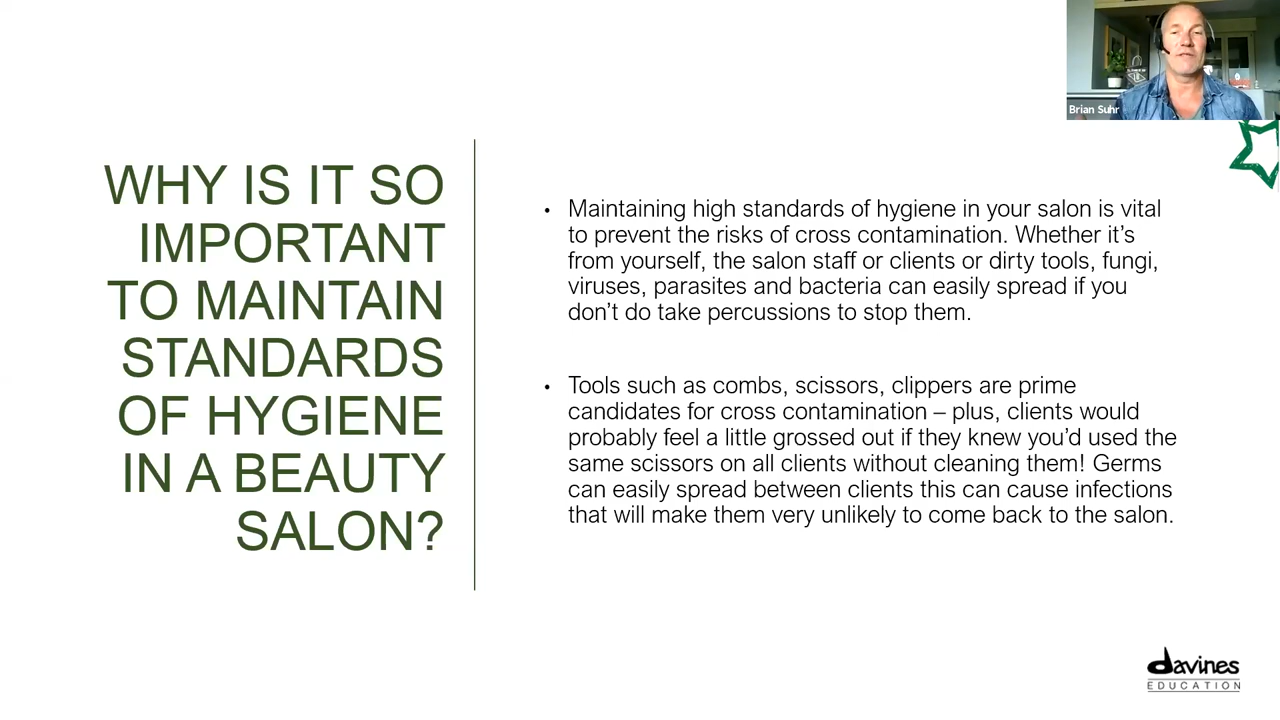 Brian Suhr
WHY IS IT SO
IMPORTANT
TO MAINTAIN
STANDARDS
OF HYGIENE
IN A BEAUTY
SALON?
• Maintaining high standards of hygiene in your salon is vital
to prevent the risks of cross contamination. Whether it's
from yourself, the salon staff or clients or dirty tools, fungi,
viruses, parasites and bacteria can easily spread if you
don't do take percussions to stop them.
• Tools such as combs, scissors, clippers are prime
candidates for cross contamination – plus, clients would
probably feel a little grossed out if they knew you'd used the
same scissors on all clients without cleaning them! Germs
can easily spread between clients this can cause infections
that will make them very unlikely to come back to the salon.
davines
EDUCATION